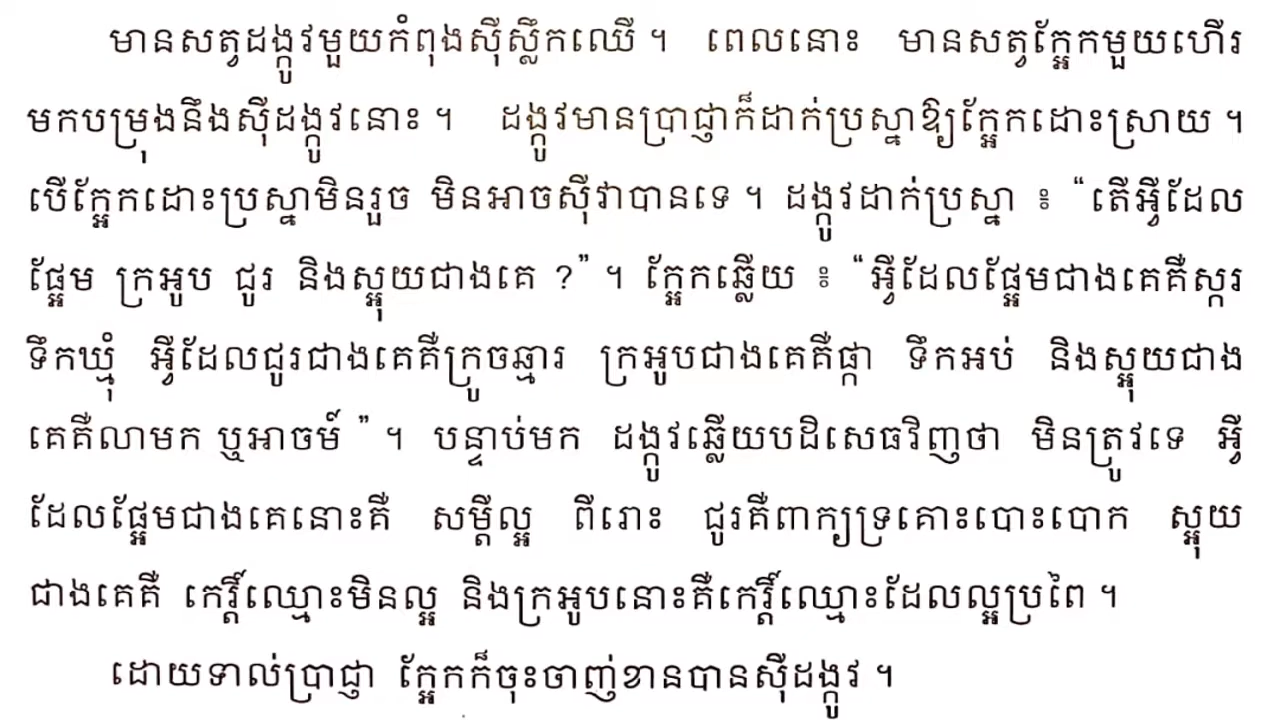 មានសត្វដង្កូវមួយកំពុងស៊ីស្លឹកឈើ ។ ពេលនោះ មានសត្វក្អែកមួយហើរ
មកបម្រុងនឹងស៊ីដង្កូវនោះ ។ ដង្កូវមានប្រាជ្ញាក៏ដាក់ប្រស្នាឱ្យក្អែកដោះស្រាយ ។
បើក្អែកដោះប្រស្នាមិនរួច មិនអាចស៊ីវាបានទេ ។ ដង្កូវដាក់ប្រស្នា ៖ “តើអ្វីដែល
ផ្អែម ក្រអូប ជូរ និងស្អុយជាងគេ ?” ។ ក្អែកឆ្លើយ ៖ “អ្វីដែលផ្អែមជាងគេគឺស្ករ
ទឹកឃ្មុំ អ្វីដែលជូរជាងគេគឺក្រូចឆ្មារ ក្រអូបជាងគេគឺផ្កា ទឹកអប់ និងស្អុយជាង
គេគឺលាមក ឬអាចម៍ ” ។ បន្ទាប់មក ដង្កូវឆ្លើយបដិសេធវិញថា មិនត្រូវទេ អ្វី
ដែលផ្អែមជាងគេនោះគឺ សម្តីល្អ ពីរោះ ជូរគឺពាក្យទ្រគោះបោះបោក ស្អុយ
ជាងគេគឺ កេរ្តិ៍ឈ្មោះមិនល្អ និងក្រអូបនោះគឺកេរ្តិ៍ឈ្មោះដែលល្អប្រពៃ ។
ដោយទាល់ប្រាជ្ញា ក្អែកក៏ចុះចាញ់ខានបានស៊ីដង្កូវ ។